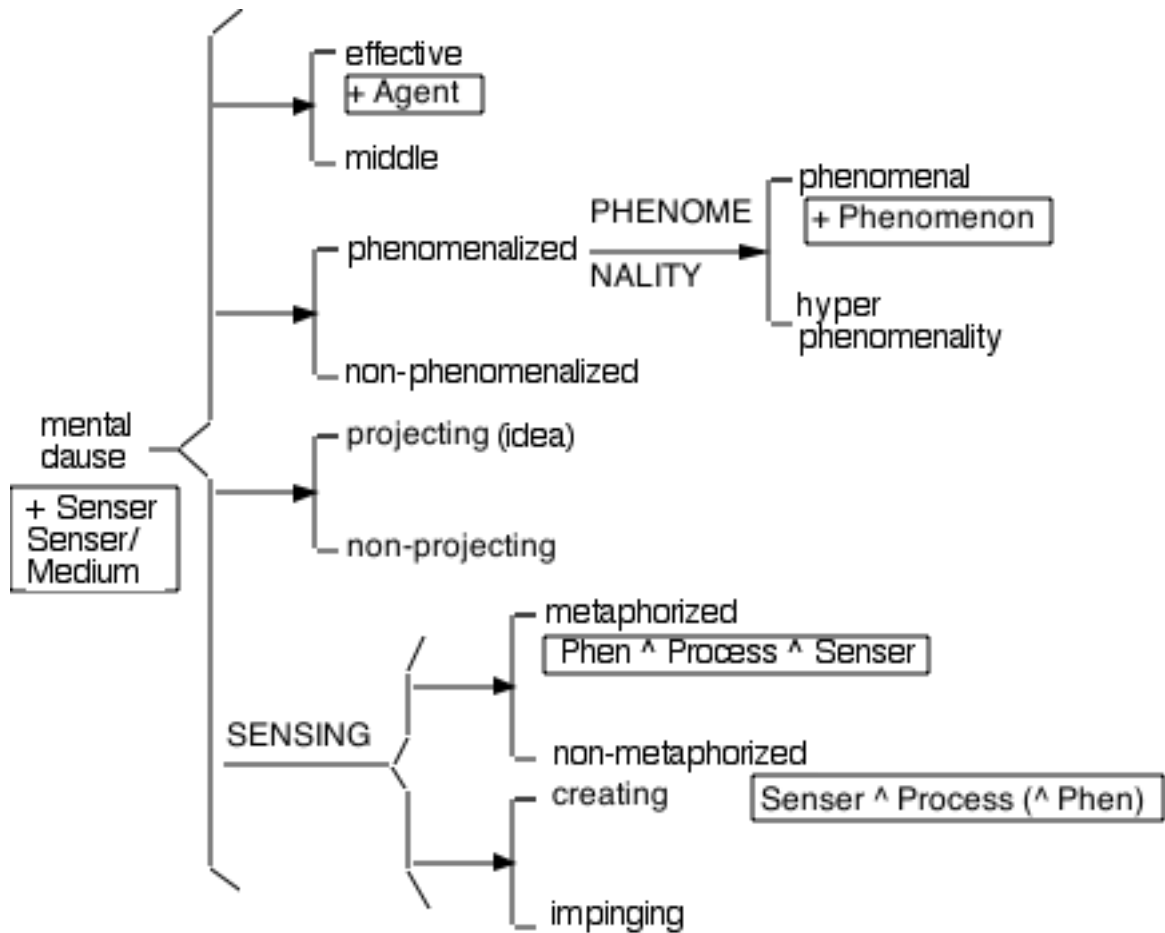 effective
+ Agent
middle
phenomenal
PHENOME
+ Phenomenon
phenomenalized
NALITY
hyper
phenomenality
non-phenomenalized
mental
clause
projecting (idea)
+ Senser
Senser/
Medium
non-projecting
metaphorized
Phen ^ Process ^ Senser
SENSING
non-metaphorized
creating
Senser ^ Process (^ Phen)
impinging